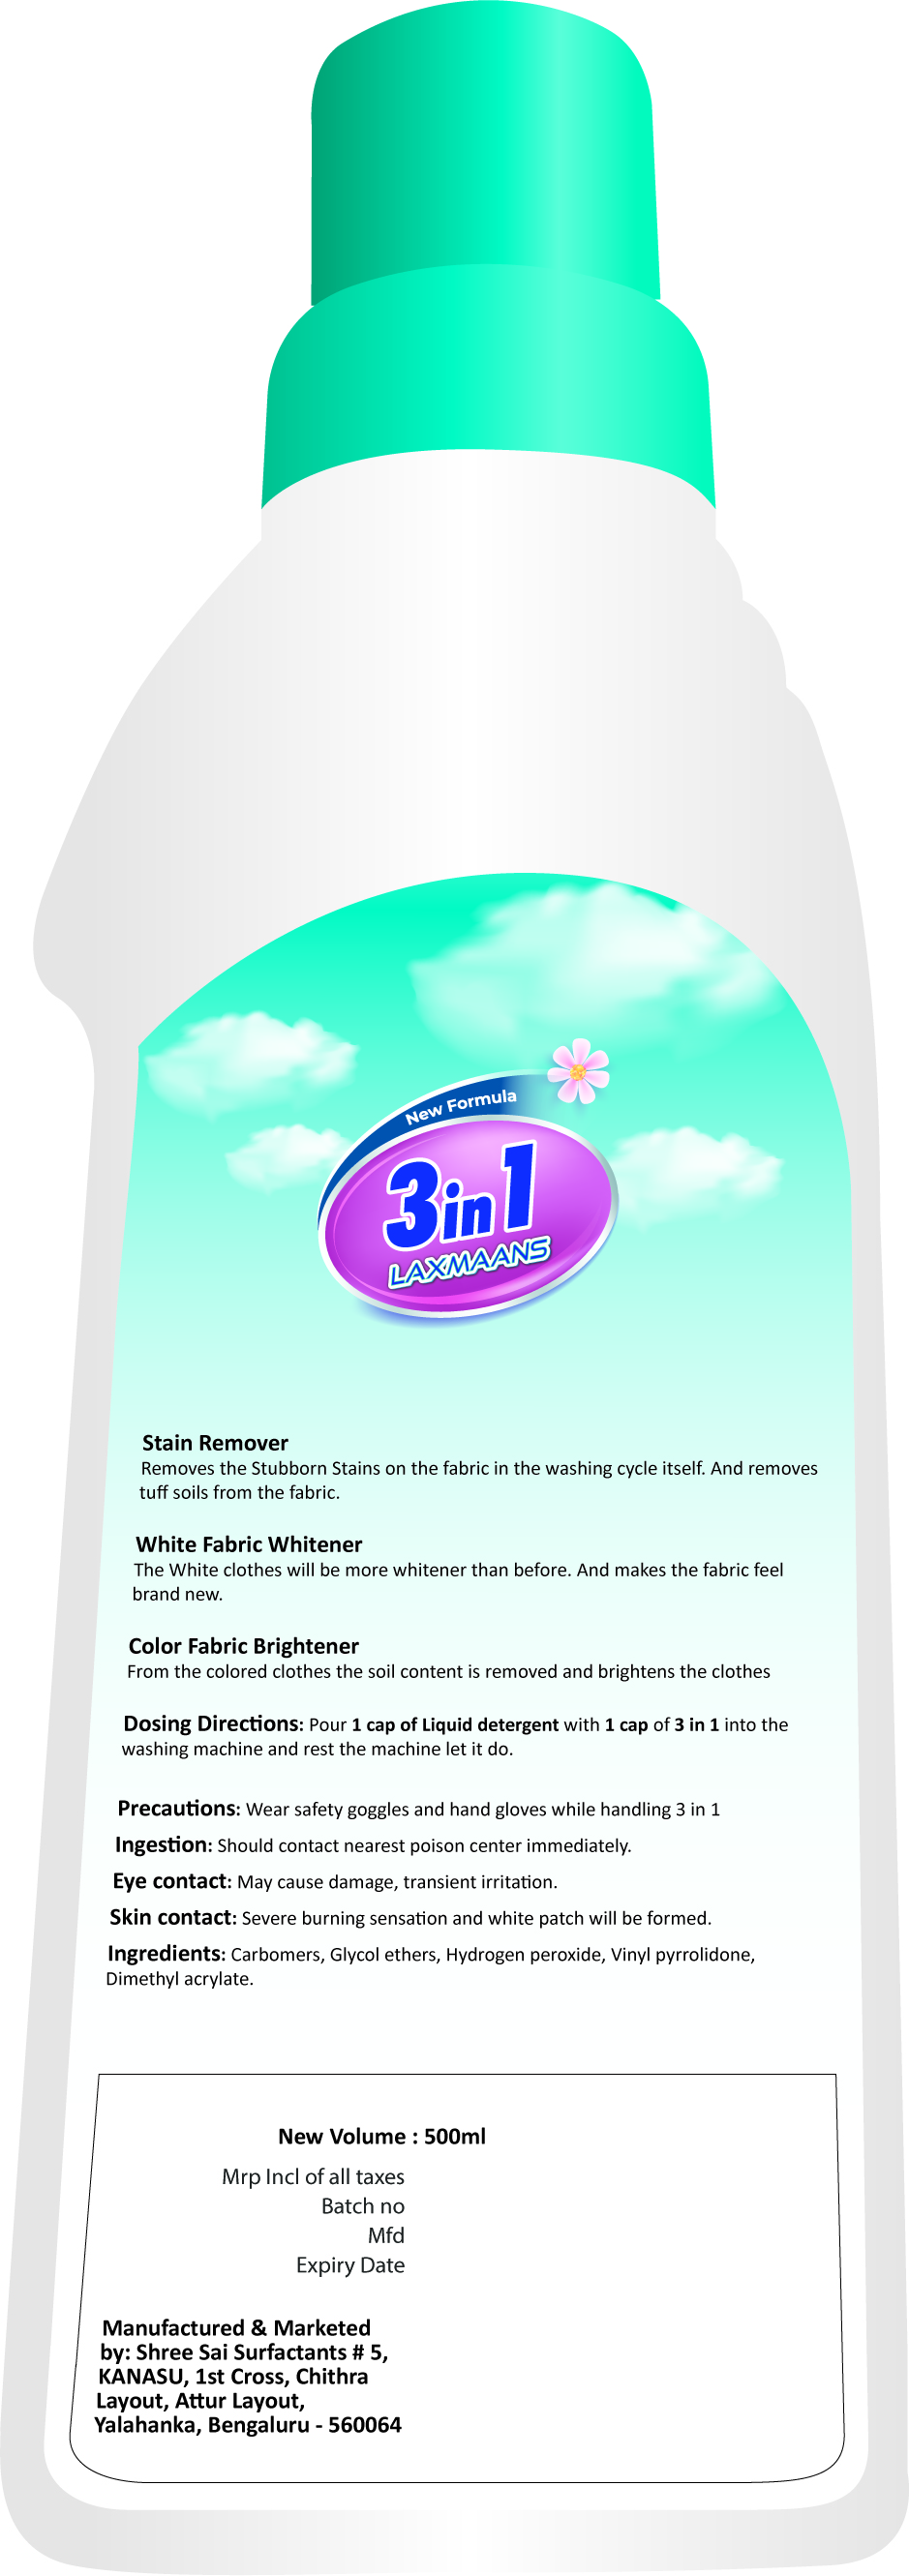 New Formula
3in1
LAXMAANS
Stain Remover
Removes the Stubborn Stains on the fabric in the washing cycle itself. And removes
tuff soils from the fabric.
White Fabric Whitener
The White clothes will be more whitener than before. And makes the fabric feel
brand new.
Color Fabric Brightener
From the colored clothes the soil content is removed and brightens the clothes
Dosing Directions: Pour 1 cap of Liquid detergent with 1 cap of 3 in 1 into the
washing machine and rest the machine let it do.
Precautions: Wear safety goggles and hand gloves while handling 3 in 1
Ingestion: Should contact nearest poison center immediately.
Eye contact: May cause damage, transient irritation.
Skin contact: Severe burning sensation and white patch will be formed.
Ingredients: Carbomers, Glycol ethers, Hydrogen peroxide, Vinyl pyrrolidone,
Dimethyl acrylate.
New Volume : 500ml
Mrp Incl of all taxes
Batch no
Mfd
Expiry Date
Manufactured & Marketed
by: Shree Sai Surfactants # 5,
KANASU, 1st Cross, Chithra
Layout, Attur Layout,
Yalahanka, Bengaluru - 560064